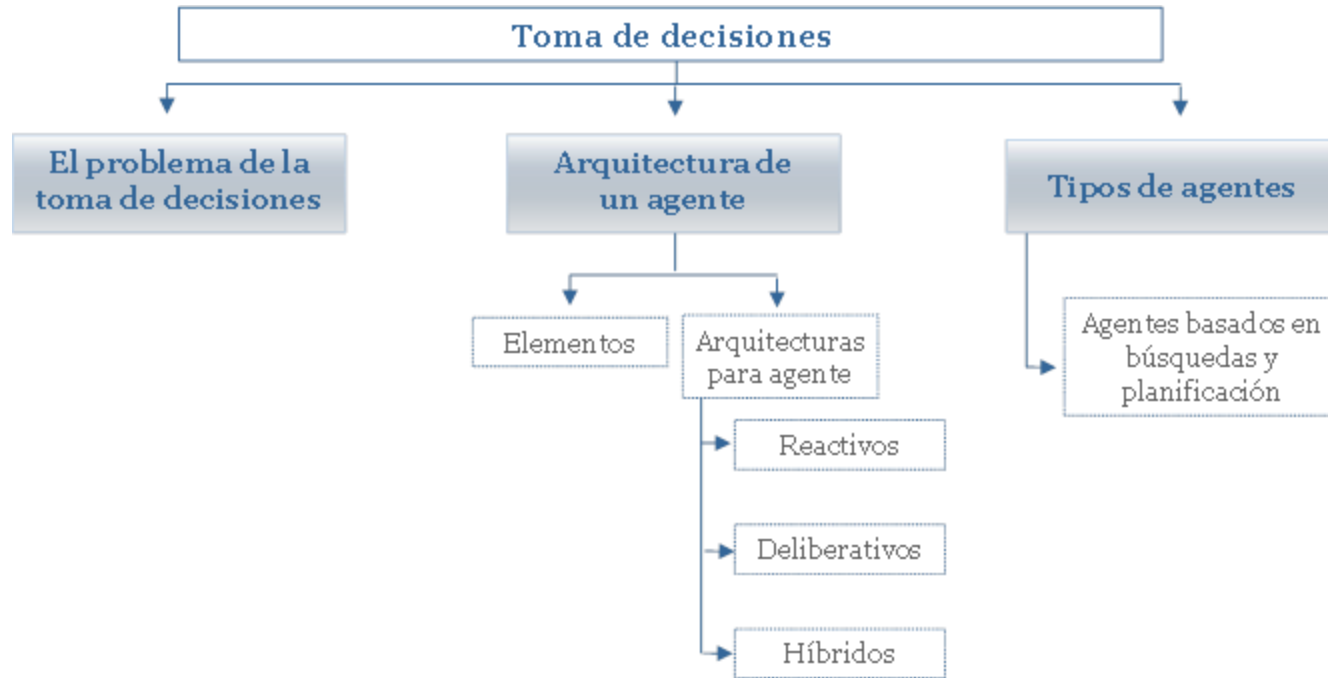 Toma de decisiones
El problema de la
toma de decisiones
Arquitectura de
un agente
Tipos de agentes
Elementos
Arquitecturas
para agente
Reactivos
Deliberativos
Híbridos
Agentes basados en
búsquedas y
planificación